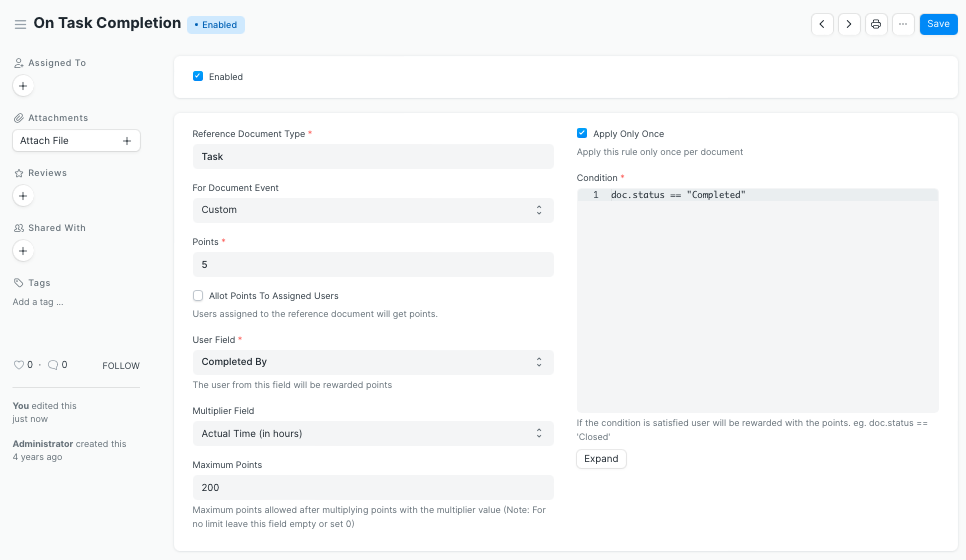 On Task Completion
• Enabled
Save
Assigned To
Attachments
Attach File
Reviews
Shared With
Tags
Add a tag ...
0 · 0 FOLLOW
You edited this
just now
Administrator created this
4 years ago
Enabled
Reference Document Type *
Task
For Document Event
Custom
Points *
5
Allot Points To Assigned Users
Users assigned to the reference document will get points.
User Field *
Completed By
The user from this field will be rewarded points
Multiplier Field
Actual Time (in hours)
Maximum Points
200
Maximum points allowed after multiplying points with the multiplier value (Note: For
no limit leave this field empty or set 0)
Apply Only Once
Apply this rule only once per document
Condition *
1 doc.status == "Completed"
If the condition is satisfied user will be rewarded with the points. eg. doc.status ==
'Closed'
Expand